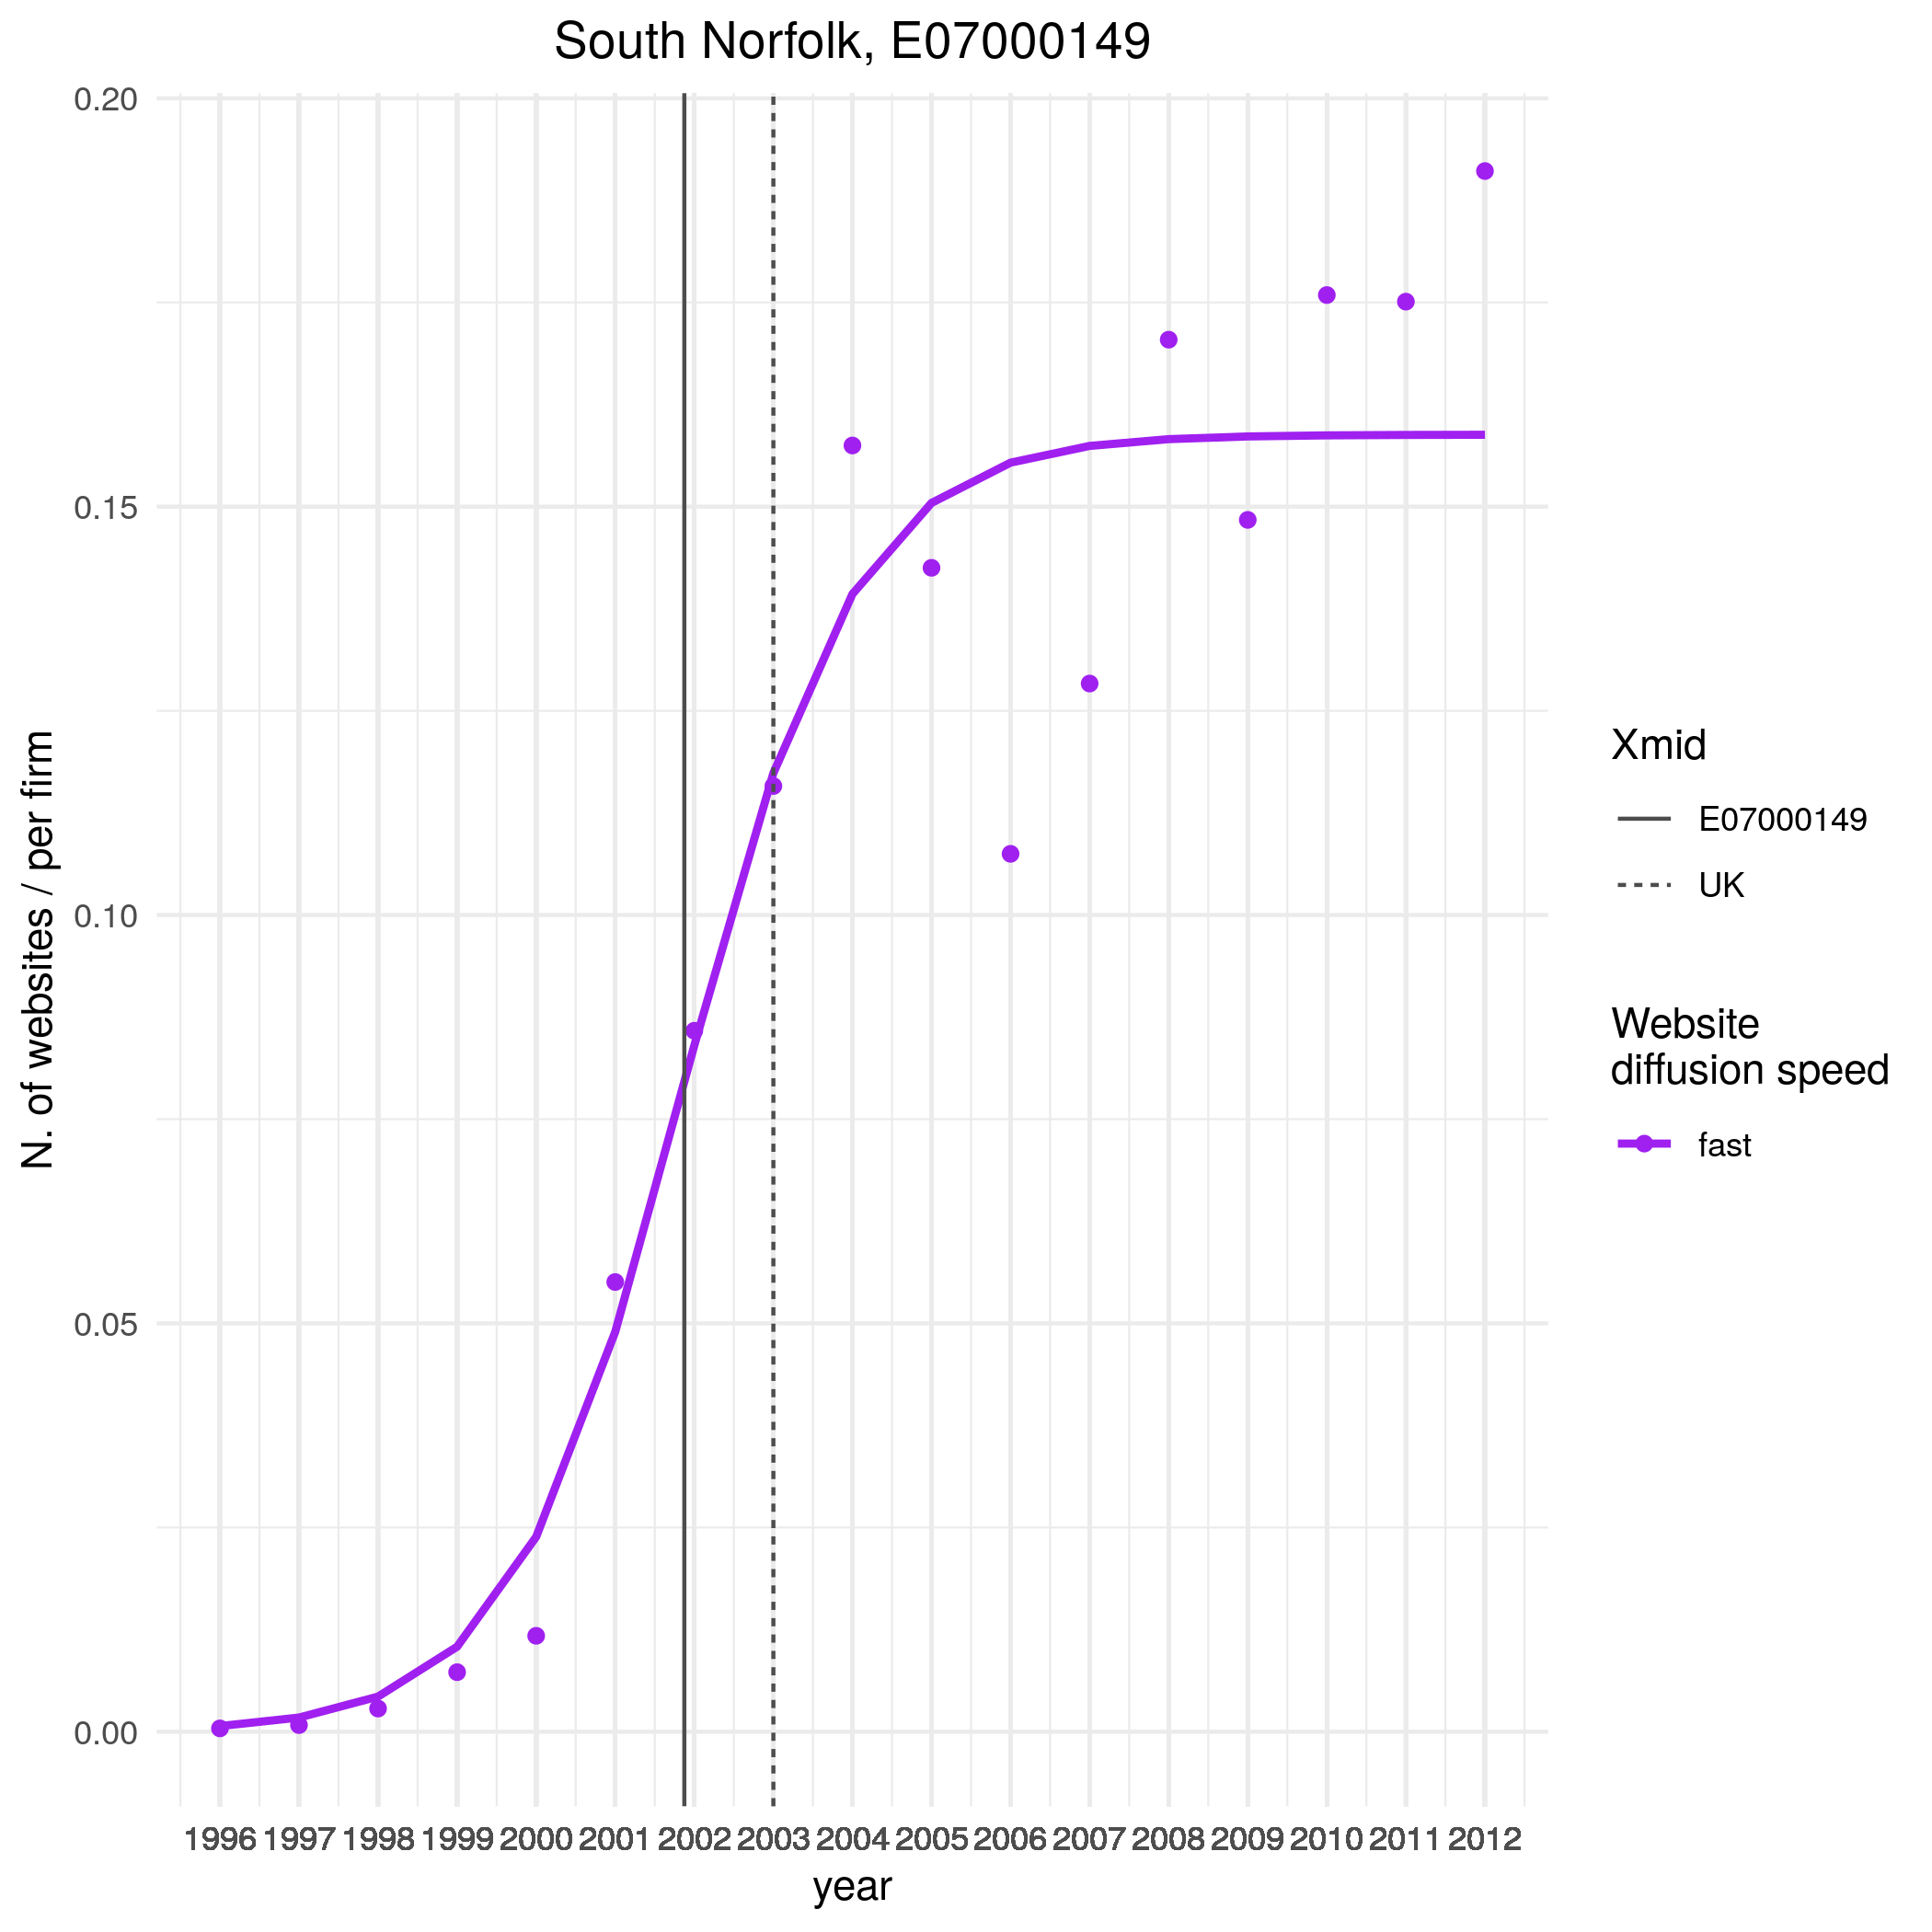 South Norfolk, E07000149
N. of websites / per firm
0.20
0.15
0.10
0.05
0.00
1996 1997 1998 1999 2000 2001 2002 2003 2004 2005 2006 2007 2008 2009 2010 2011 2012
year
Xmid
E07000149
UK
Website
diffusion speed
fast